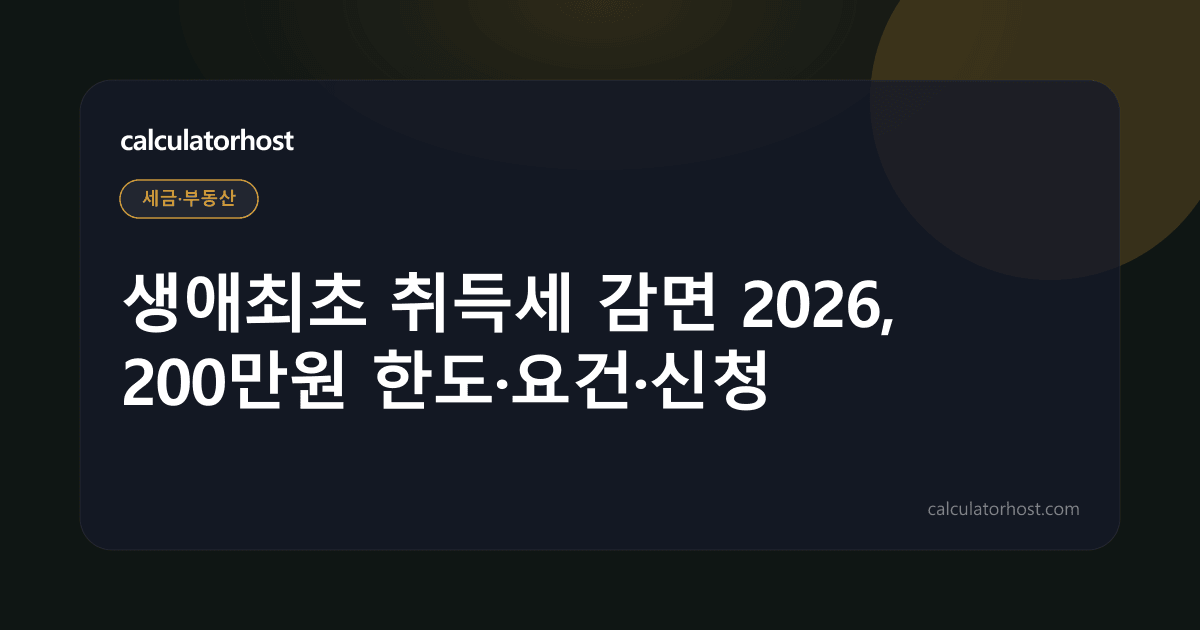 calculatorhost
세금·부동산
생애최초 취득세 감면 2026,
200만원 한도·요건·신청
calculatorhost.com